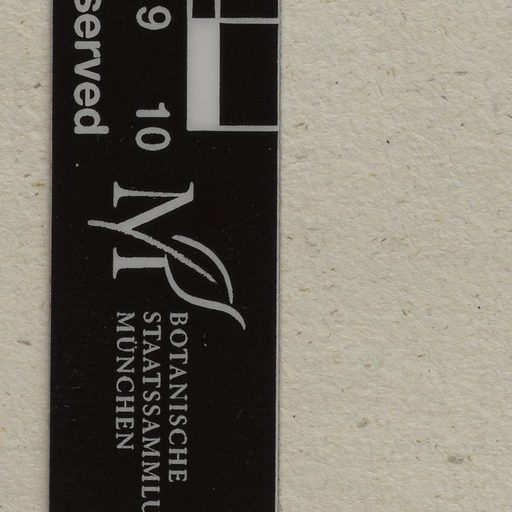 served
9
10
M
BOTANISCHE
STAATSSAMMLU
MÜNCHEN